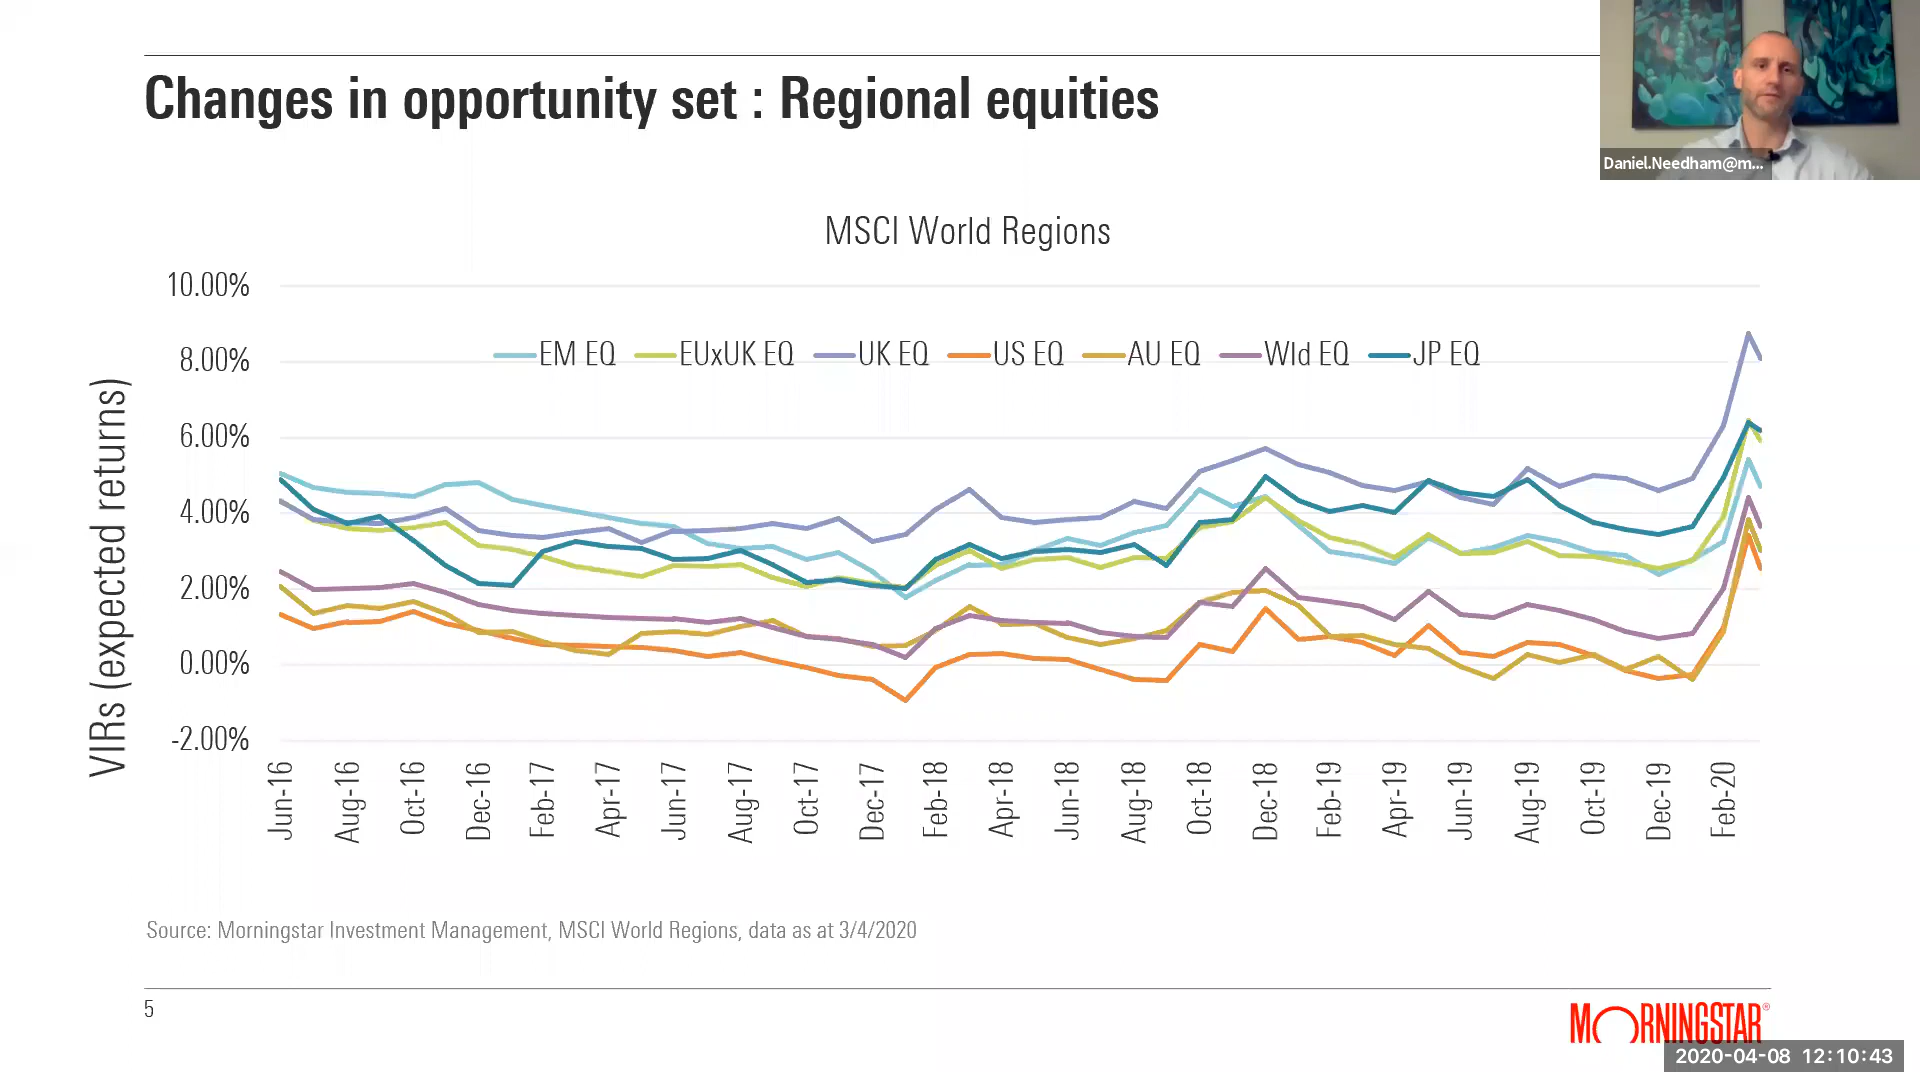 Changes in opportunity set : Regional equities
Daniel.Needham@m...
MSCI World Regions
VIRs (expected returns)
10.00%
8.00%
6.00%
4.00%
2.00%
0.00%
-2.00%
EM EQ EUxUK EQ UK EQ US EQ AU EQ Wld EQ JP EQ
Jun-16 Aug-16 Oct-16 Dec-16 Feb-17 Apr-17 Jun-17 Aug-17 Oct-17 Dec-17 Feb-18 Apr-18 Jun-18 Aug-18 Oct-18 Dec-18 Feb-19 Apr-19 Jun-19 Aug-19 Oct-19 Dec-19 Feb-20
Source: Morningstar Investment Management, MSCI World Regions, data as at 3/4/2020
5
MORNINGSTAR®
2020-04-08 12:10:43